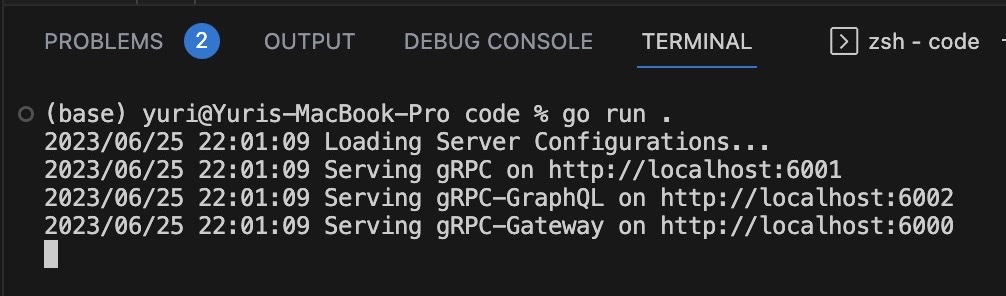 PROBLEMS 2 OUTPUT DEBUG CONSOLE TERMINAL zsh - code
(base) yuri@Yuris-MacBook-Pro code % go run .
2023/06/25 22:01:09 Loading Server Configurations...
2023/06/25 22:01:09 Serving gRPC on http://localhost:6001
2023/06/25 22:01:09 Serving gRPC-GraphQL on http://localhost:6002
2023/06/25 22:01:09 Serving gRPC-Gateway on http://localhost:6000